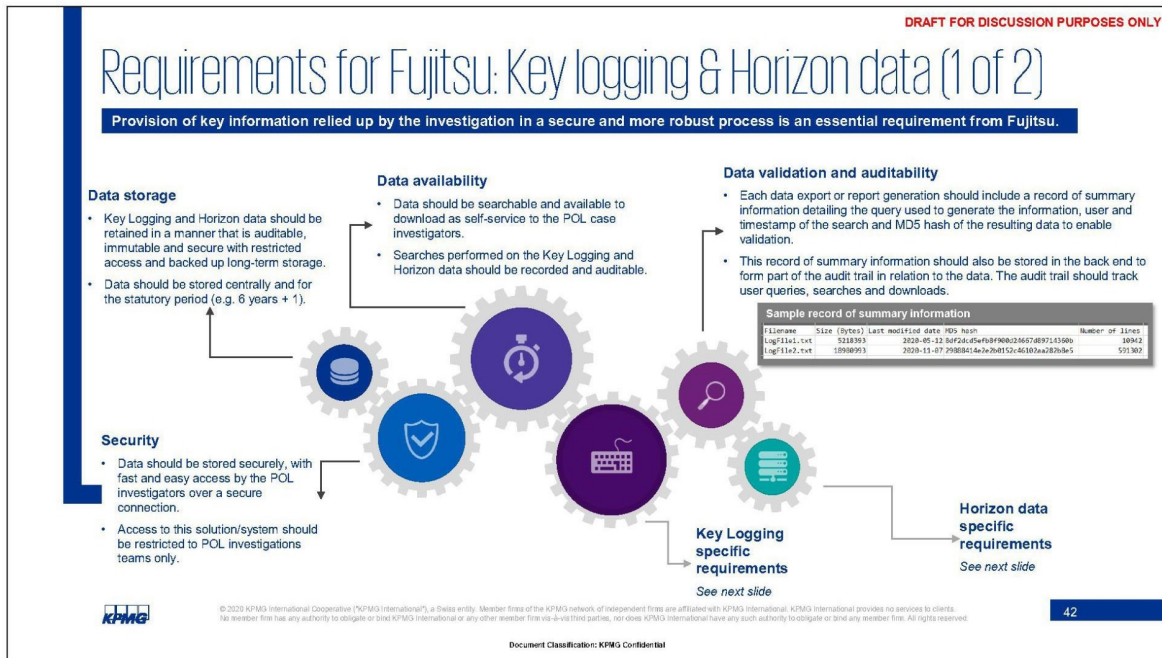 DRAFT FOR DISCUSSION PURPOSES ONLY
Requirements for Fujitsu: Key logging & Horizon data (1 of 2)
Provision of key information relied up by the investigation in a secure and more robust process is an essential requirement from Fujitsu.
Data storage
• Key Logging and Horizon data should be
retained in a manner that is auditable,
immutable and secure with restricted
access and backed up long-term storage.
• Data should be stored centrally and for
the statutory period (e.g. 6 years + 1).
Data availability
• Data should be searchable and available to
download as self-service to the POL case
investigators.
• Searches performed on the Key Logging and
Horizon data should be recorded and auditable.
Data validation and auditability
• Each data export or report generation should include a record of summary
information detailing the query used to generate the information, user and
timestamp of the search and MD5 hash of the resulting data to enable
validation.
• This record of summary information should also be stored in the back end to
form part of the audit trail in relation to the data. The audit trail should track
user queries, searches and downloads.
Sample record of summary information
Filename Size (Bytes) Last modified date MD5 hash Number of lines
LogFile1.txt 5218393 2020-05-12 10942
LogFile2.txt 18980993 2020-11-07 591302
Security
• Data should be stored securely, with
fast and easy access by the POL
investigators over a secure
connection.
• Access to this solution/system should
be restricted to POL investigations
teams only.
Key Logging
specific
requirements
See next slide
Horizon data
specific
requirements
See next slide
KPMG
© 2020 KPMG International Cooperative ("KPMG International"), a Swiss entity. Member firms of the KPMG network of independent firms are affiliated with KPMG International. KPMG International provides no services to clients.
No member firm has any authority to obligate or bind KPMG International or any other member firm vis-à-vis third parties, nor does KPMG International have any such authority to obligate or bind any member firm. All rights reserved.
42
Document Classification: KPMG Confidential